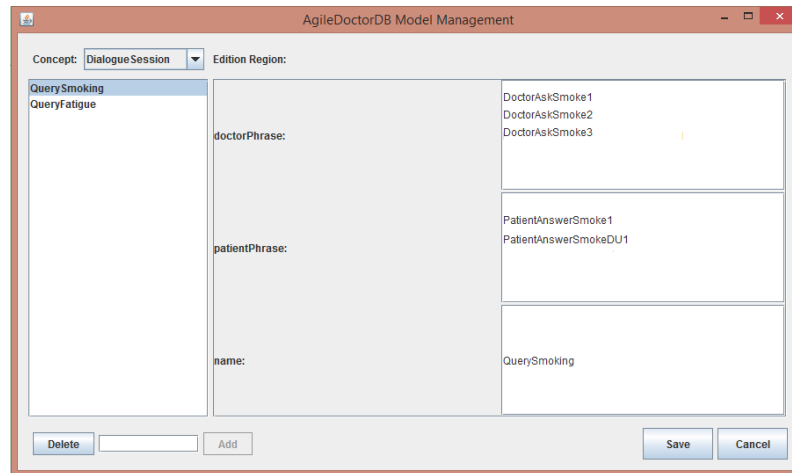 AgileDoctorDB Model Management
Concept: DialogueSession Edition Region:
QuerySmoking
QueryFatigue
doctorPhrase:
DoctorAskSmoke1
DoctorAskSmoke2
DoctorAskSmoke3
patientPhrase:
PatientAnswerSmoke1
PatientAnswerSmokeDU1
name:
QuerySmoking
Delete Add Save Cancel